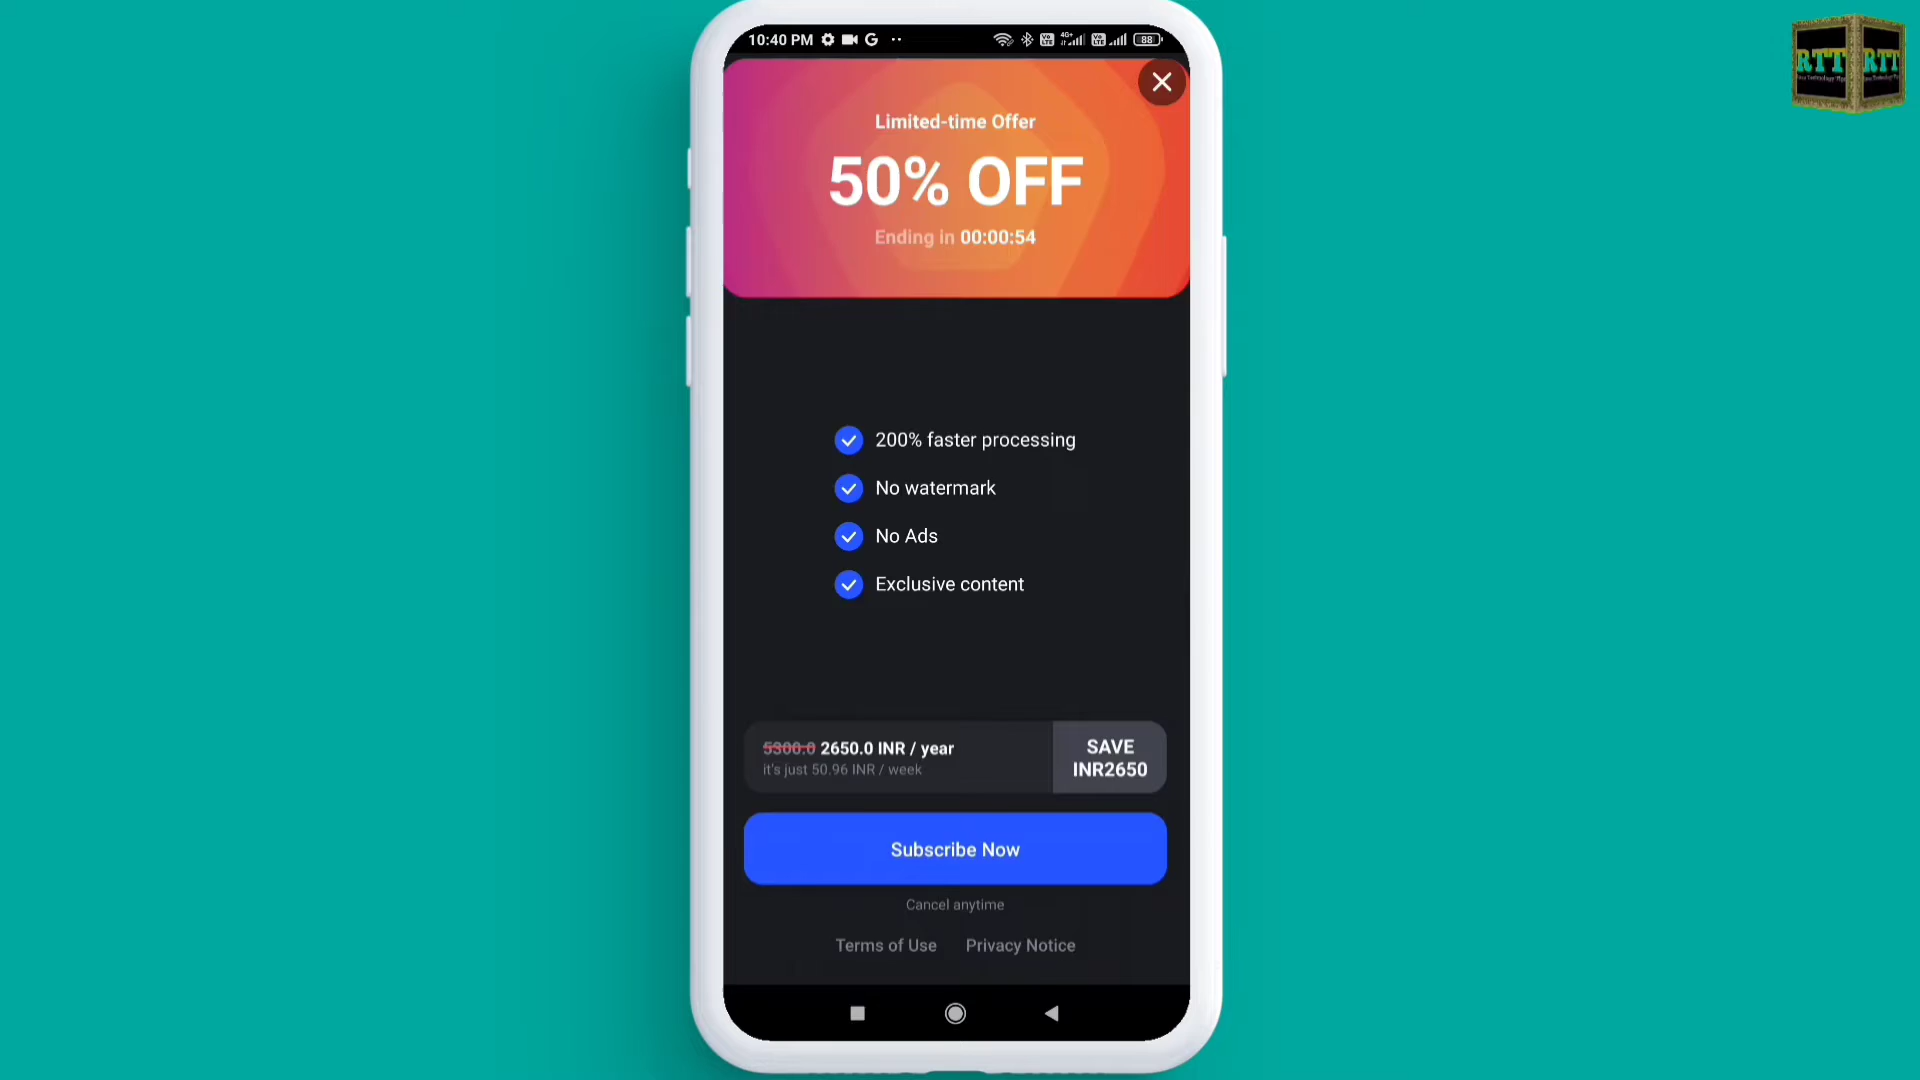 10:40 PM
88
Limited-time Offer
50% OFF
Ending in 00:00:54
200% faster processing
No watermark
No Ads
Exclusive content
5300.0 2650.0 INR / year
it's just 50.96 INR / week
SAVE
INR2650
Subscribe Now
Cancel anytime
Terms of Use Privacy Notice
RTT RTT